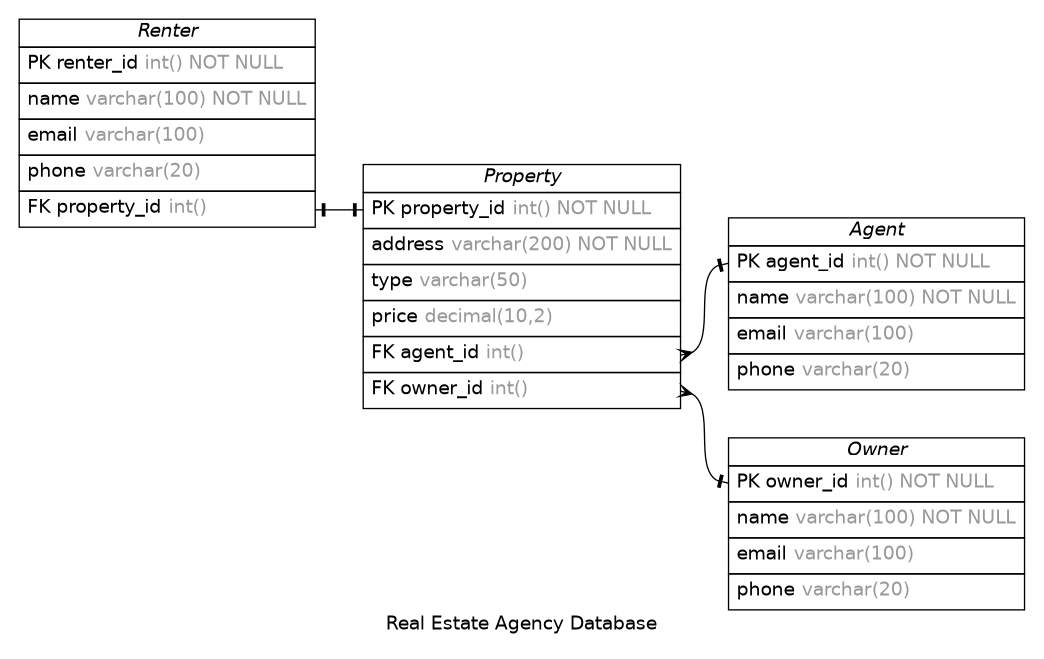 Renter
PK renter_id int() NOT NULL
name varchar(100) NOT NULL
email varchar(100)
phone varchar(20)
FK property_id int()
Property
PK property_id int() NOT NULL
address varchar(200) NOT NULL
type varchar(50)
price decimal(10,2)
FK agent_id int()
FK owner_id int()
Agent
PK agent_id int() NOT NULL
name varchar(100) NOT NULL
email varchar(100)
phone varchar(20)
Owner
PK owner_id int() NOT NULL
name varchar(100) NOT NULL
email varchar(100)
phone varchar(20)
Real Estate Agency Database